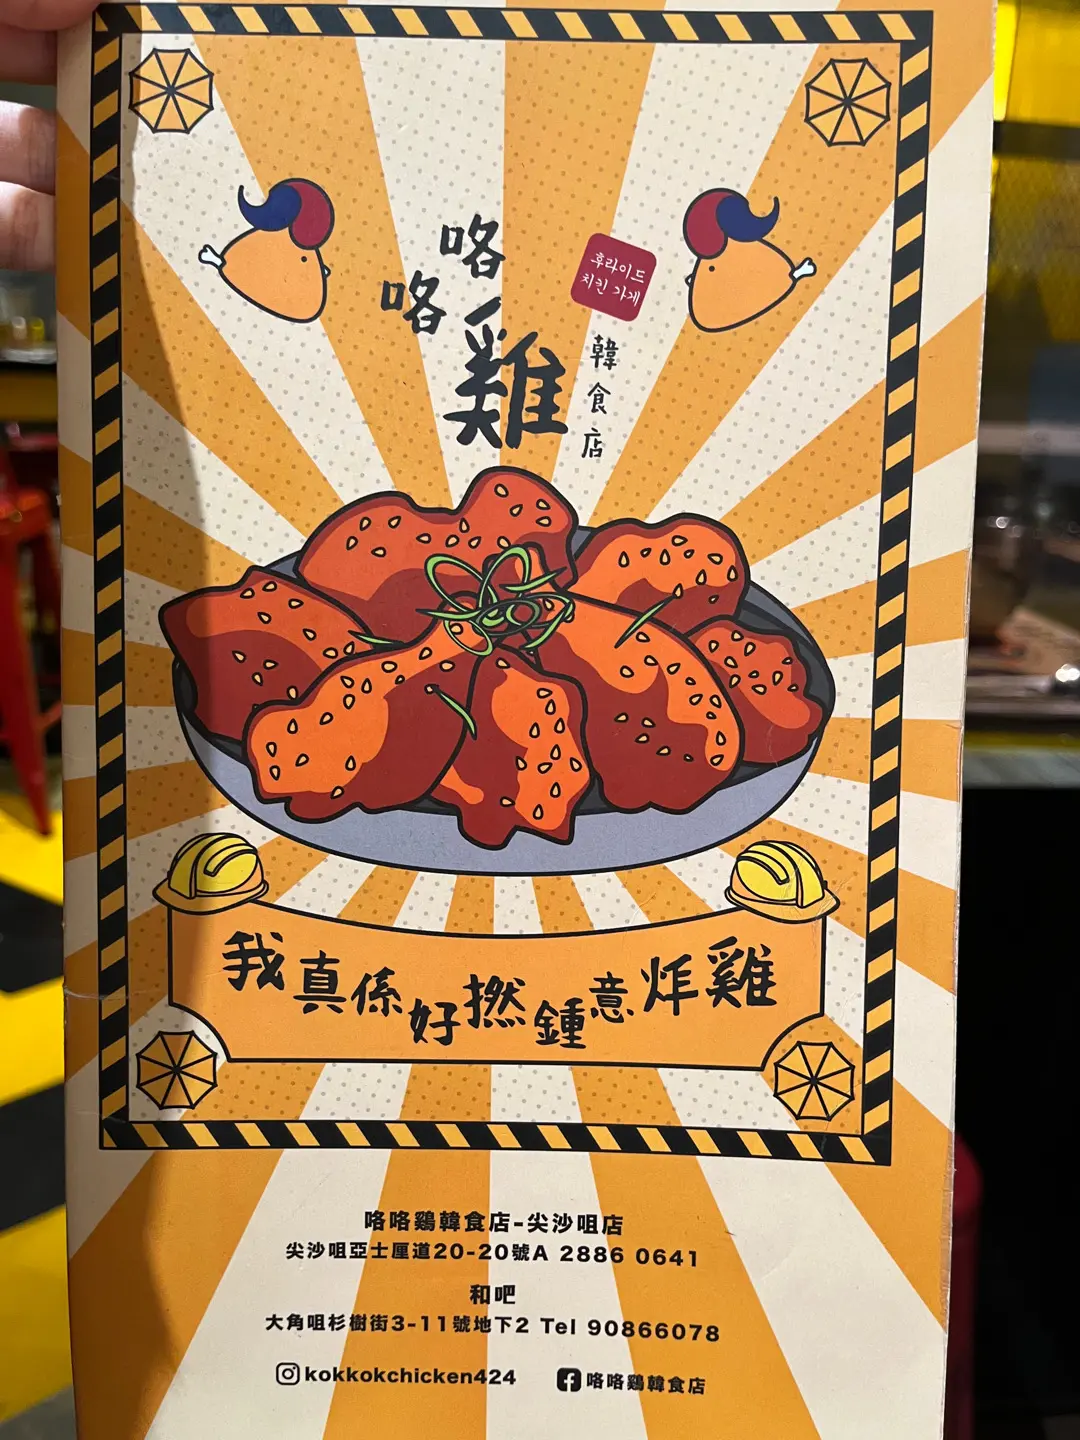 咯咯雞
후라이드
치킨 가게
韓食店
我真係好撚鍾意炸雞
咯咯鷄韓食店-尖沙咀店
尖沙咀亞士厘道20-20號A 2886 0641
和吧
大角咀杉樹街3-11號地下2 Tel 90866078
kokkokchicken424
咯咯鷄韓食店